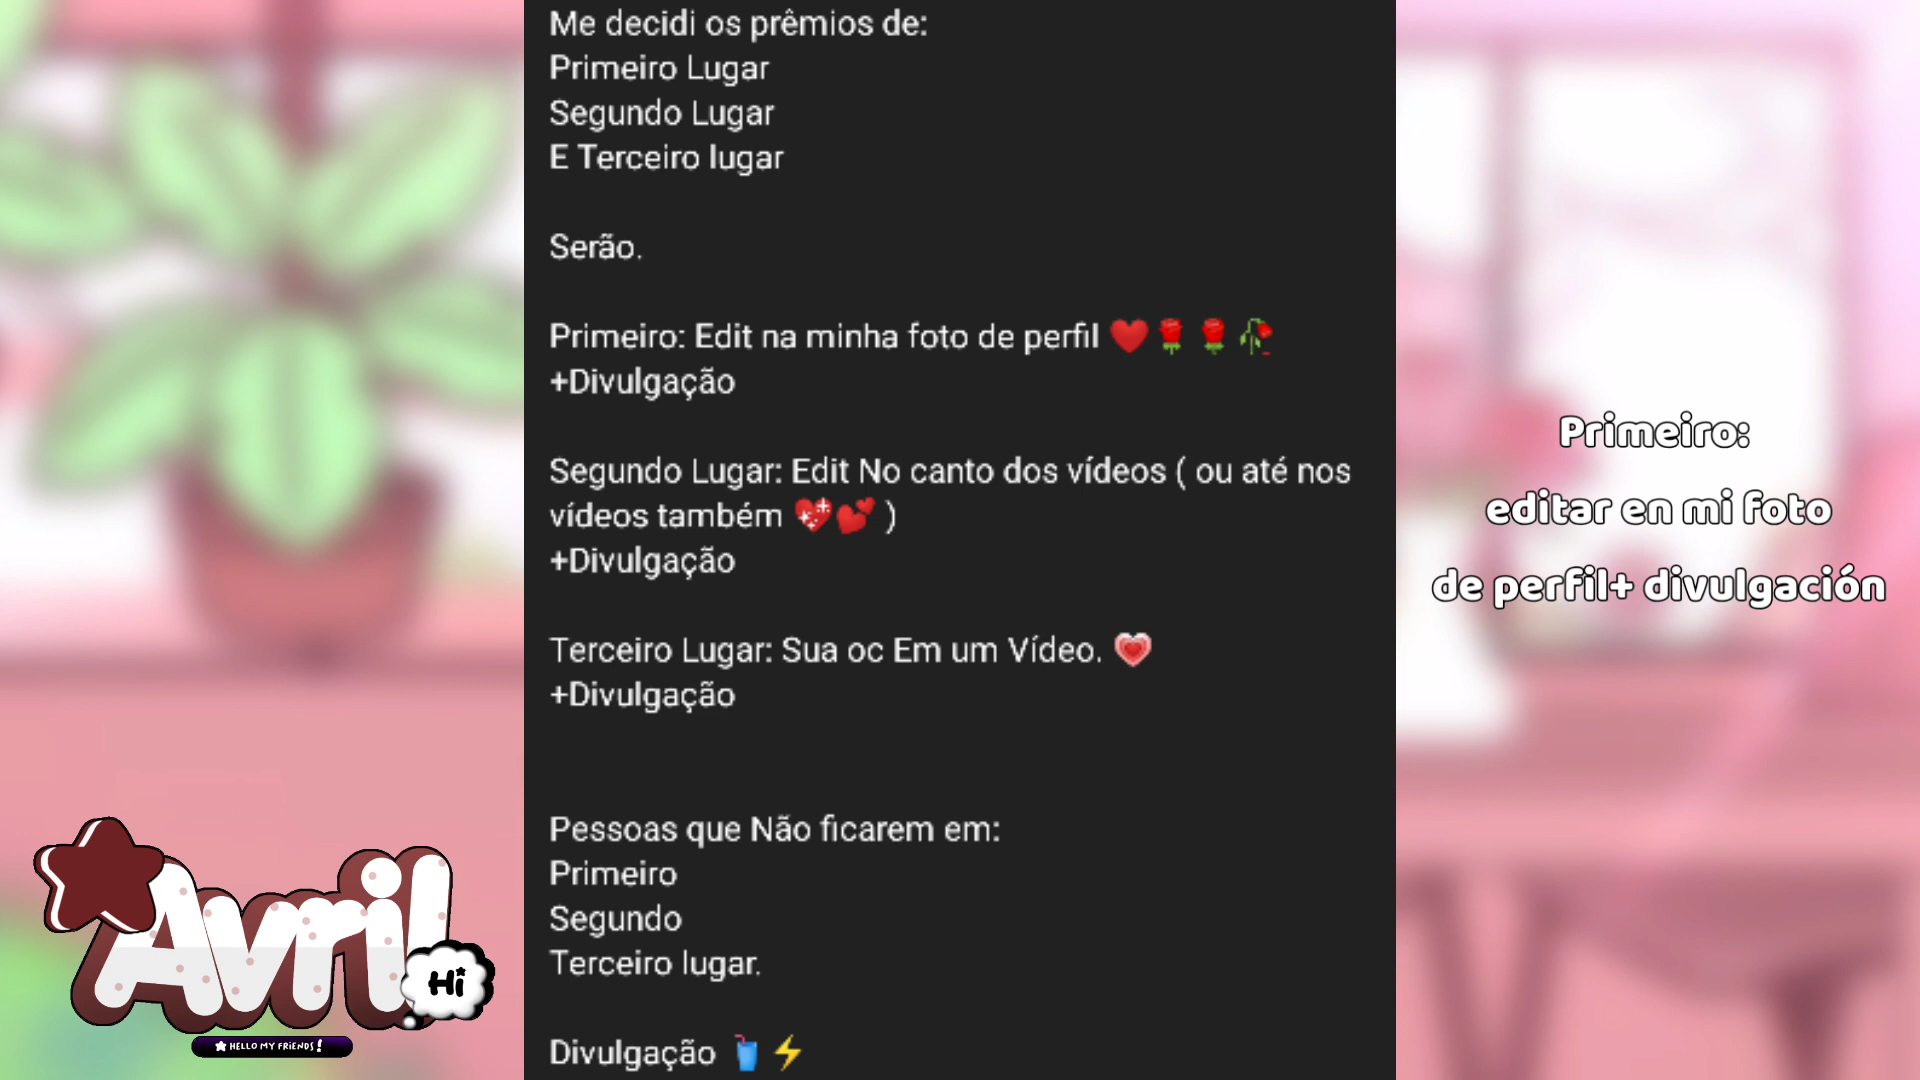 Me decidi os prêmios de:
Primeiro Lugar
Segundo Lugar
E Terceiro lugar
Serão.
Primeiro: Edit na minha foto de perfil ❤️🌹🌹🥀
+Divulgação
Segundo Lugar: Edit No canto dos vídeos ( ou até nos
vídeos também 💖💕 )
+Divulgação
Terceiro Lugar: Sua oc Em um Vídeo. 💗
+Divulgação
Pessoas que Não ficarem em:
Primeiro
Segundo
Terceiro lugar.
Divulgação 🥤⚡
Primeiro:
editar en mi foto
de perfil+ divulgación
Avril
Hi
HELLO MY FRIENDS!